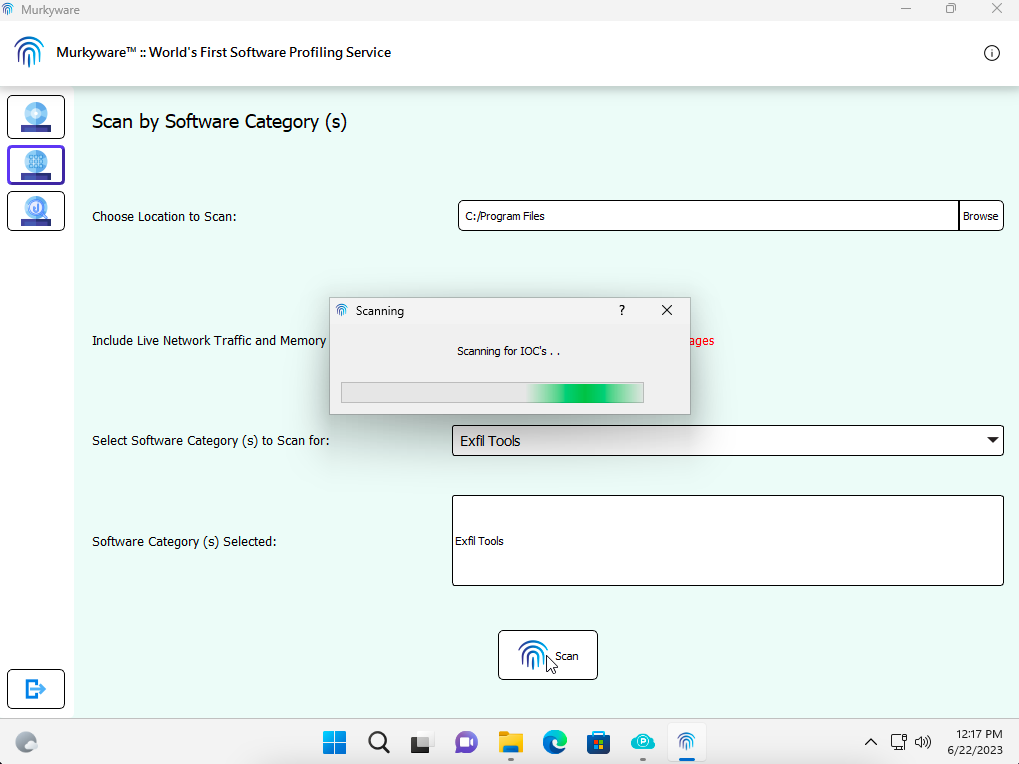 Murkyware
Murkyware™ :: World's First Software Profiling Service
Scan by Software Category (s)
Choose Location to Scan:
C:/Program Files
Browse
Scanning
?
Scanning for IOC's . .
Include Live Network Traffic and Memory
ages
Select Software Category (s) to Scan for:
Exfil Tools
Software Category (s) Selected:
Exfil Tools
Scan
12:17 PM
6/22/2023